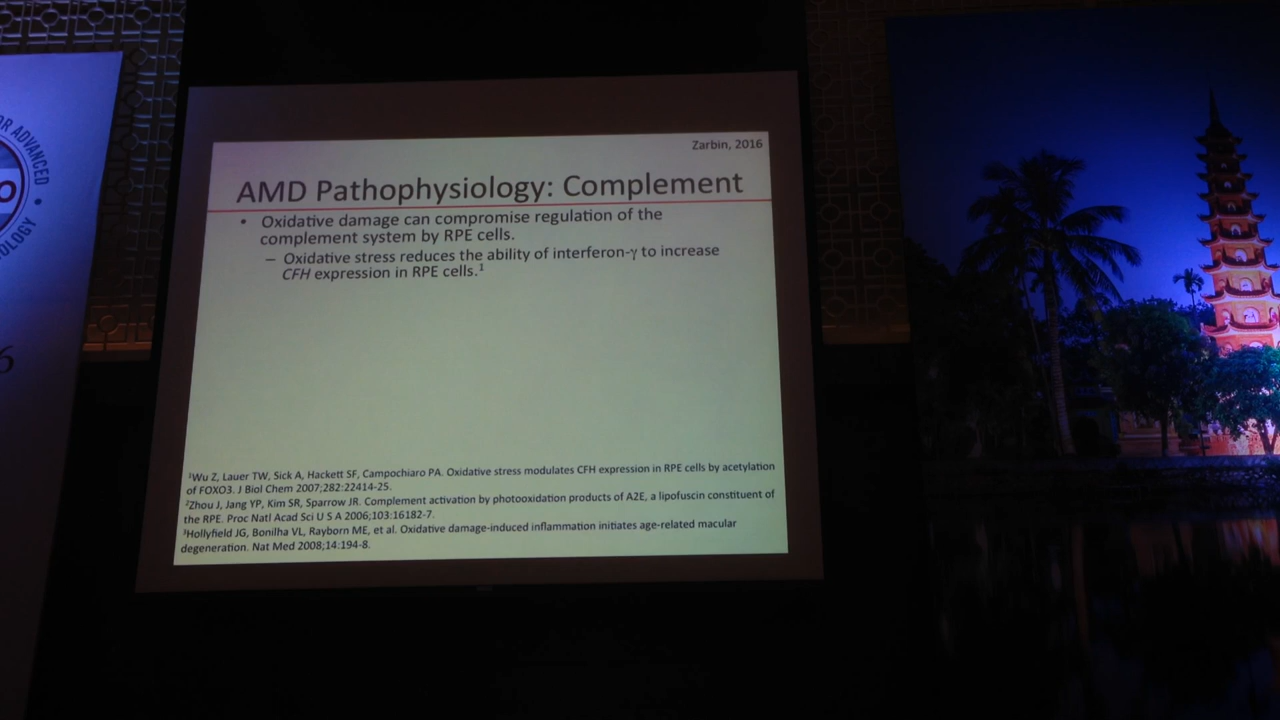 OR ADVANCED
O
OLOGY •
6
Zarbin, 2016
AMD Pathophysiology: Complement
• Oxidative damage can compromise regulation of the
complement system by RPE cells.
– Oxidative stress reduces the ability of interferon-γ to increase
CFH expression in RPE cells.¹
¹Wu Z, Lauer TW, Sick A, Hackett SF, Campochiaro PA. Oxidative stress modulates CFH expression in RPE cells by acetylation
of FOXO3. J Biol Chem 2007;282:22414-25.
²Zhou J, Jang YP, Kim SR, Sparrow JR. Complement activation by photooxidation products of A2E, a lipofuscin constituent of
the RPE. Proc Natl Acad Sci U S A 2006;103:16182-7.
³Hollyfield JG, Bonilha VL, Rayborn ME, et al. Oxidative damage-induced inflammation initiates age-related macular
degeneration. Nat Med 2008;14:194-8.